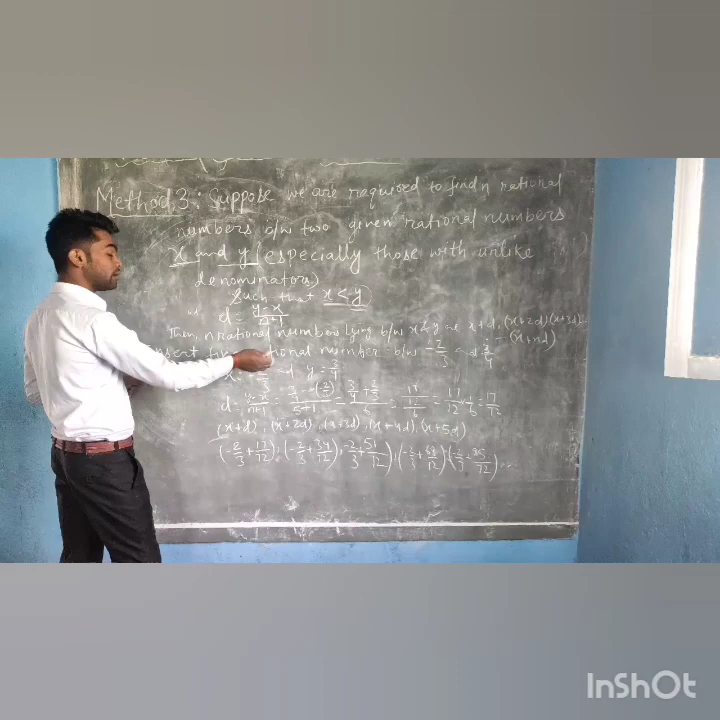 Method 3:. Suppose we are required to find n rational
numbers b/w two given rational numbers
x and y (especially those with unlike
denominators)
Such that x < y
d = y-x/n+1
Then, n rational numbers lying b/w x & y are x+d, (x+2d)(x+3d)
- (x+nd)
rational number b/w -2/3 3/4
y = 3/4
d = y-x/n+1 = 3/4-(-2/3)/5+1 = 3/4+2/3/6 = 17/12/6 = 17/12 × 1/6 = 17/72
(x+d), (x+2d), (x+3d), (x+4d), (x+5d)
(-2/3+17/72), (-2/3+34/72), -2/3+51/72), (-2/3+68/72) (-2/3 85/72)
InShOt